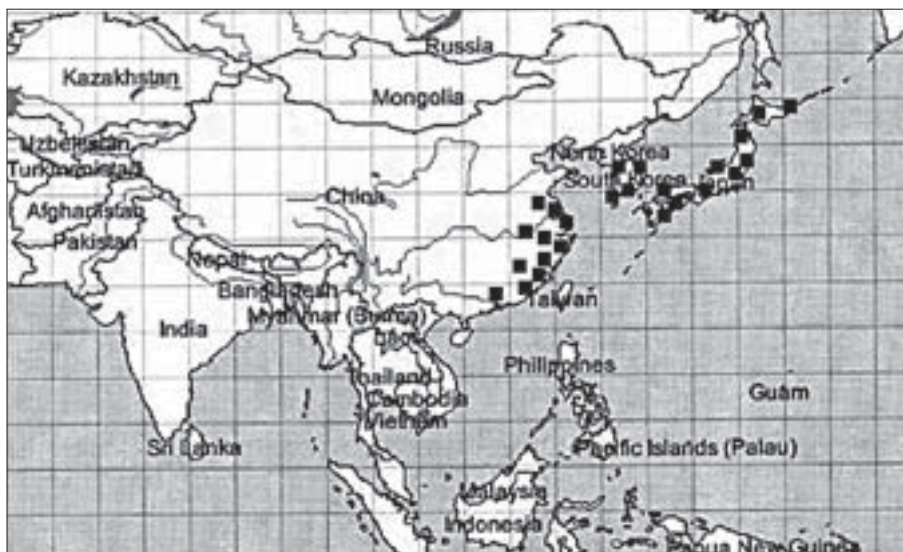 Russia
Kazakhstan
Mongolia
Uzbekistan
North Korea
Turkmenistan
South Korea
Japan
China
Afghanistan
Pakistan
Nepal
Bangladesh
Taiwan
Myanmar (Burma)
India
Laos
Philippines
Thailand
Guam
Cambodia
Vietnam
Sri Lanka
Pacific Islands (Palau)
Malaysia
Indonesia
Papua New Guinea